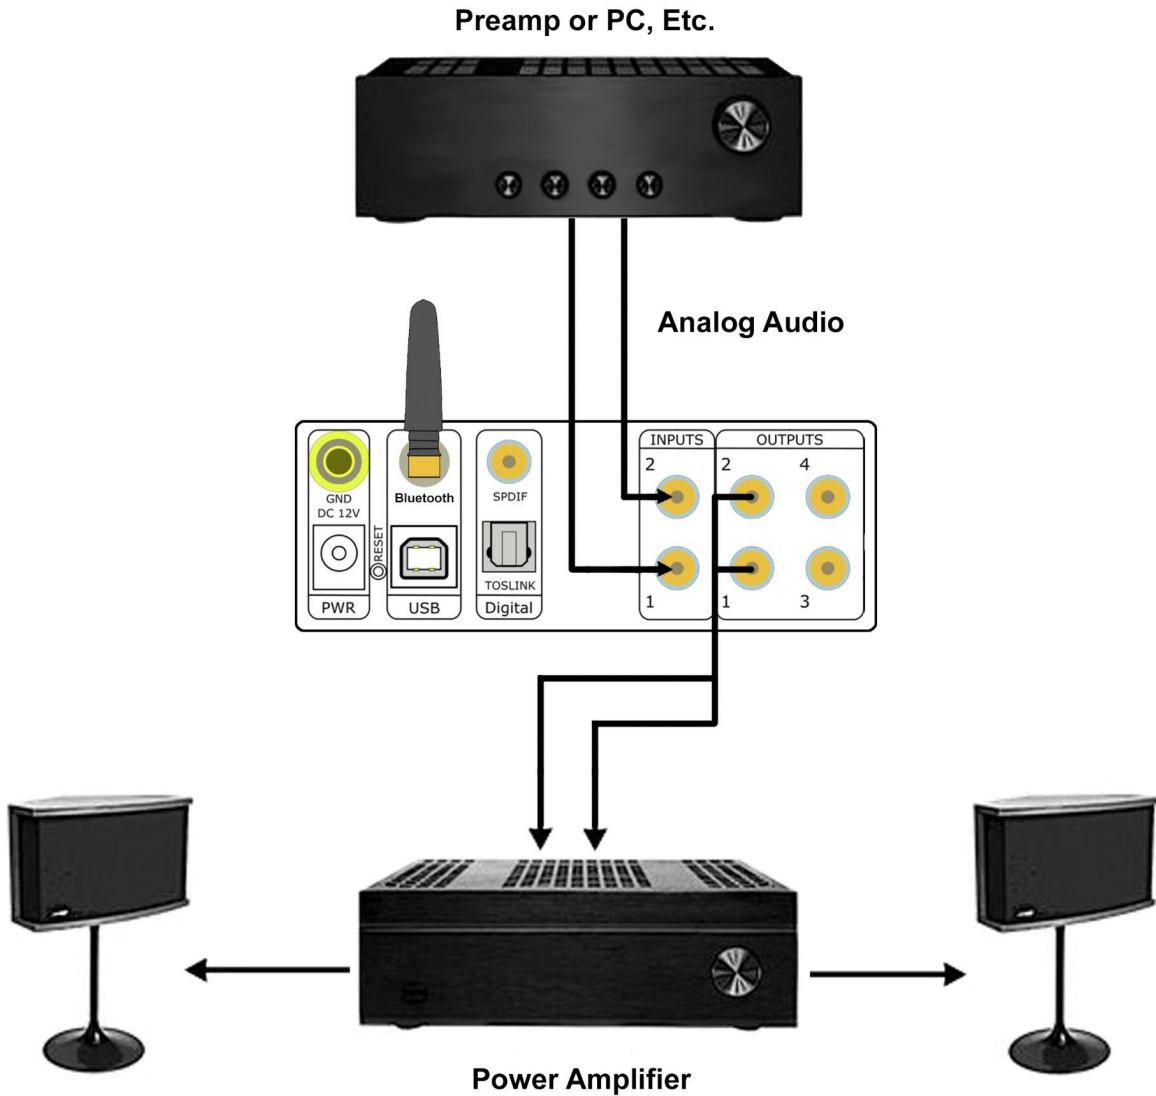 Preamp or PC, Etc.
Analog Audio
INPUTS
OUTPUTS
2
2
4
GND
DC 12V
Bluetooth
SPDIF
RESET
TOSLINK
1
1
3
PWR
USB
Digital
Power Amplifier